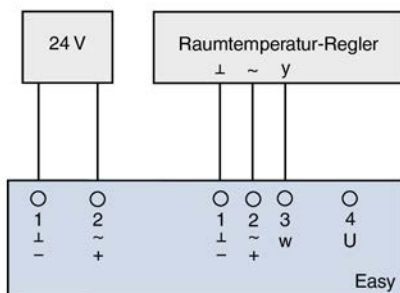 24 V
Raumtemperatur-Regler
⊥ ~ y
1 2 1 2 3 4
⊥ ~ ⊥ ~ w U
− + − +
Easy